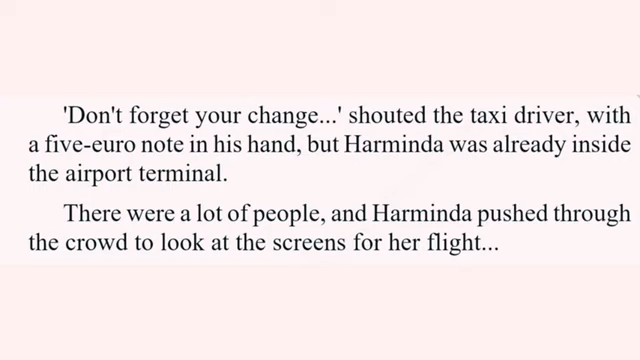 'Don't forget your change...' shouted the taxi driver, with
a five-euro note in his hand, but Harminda was already inside
the airport terminal.
There were a lot of people, and Harminda pushed through
the crowd to look at the screens for her flight...